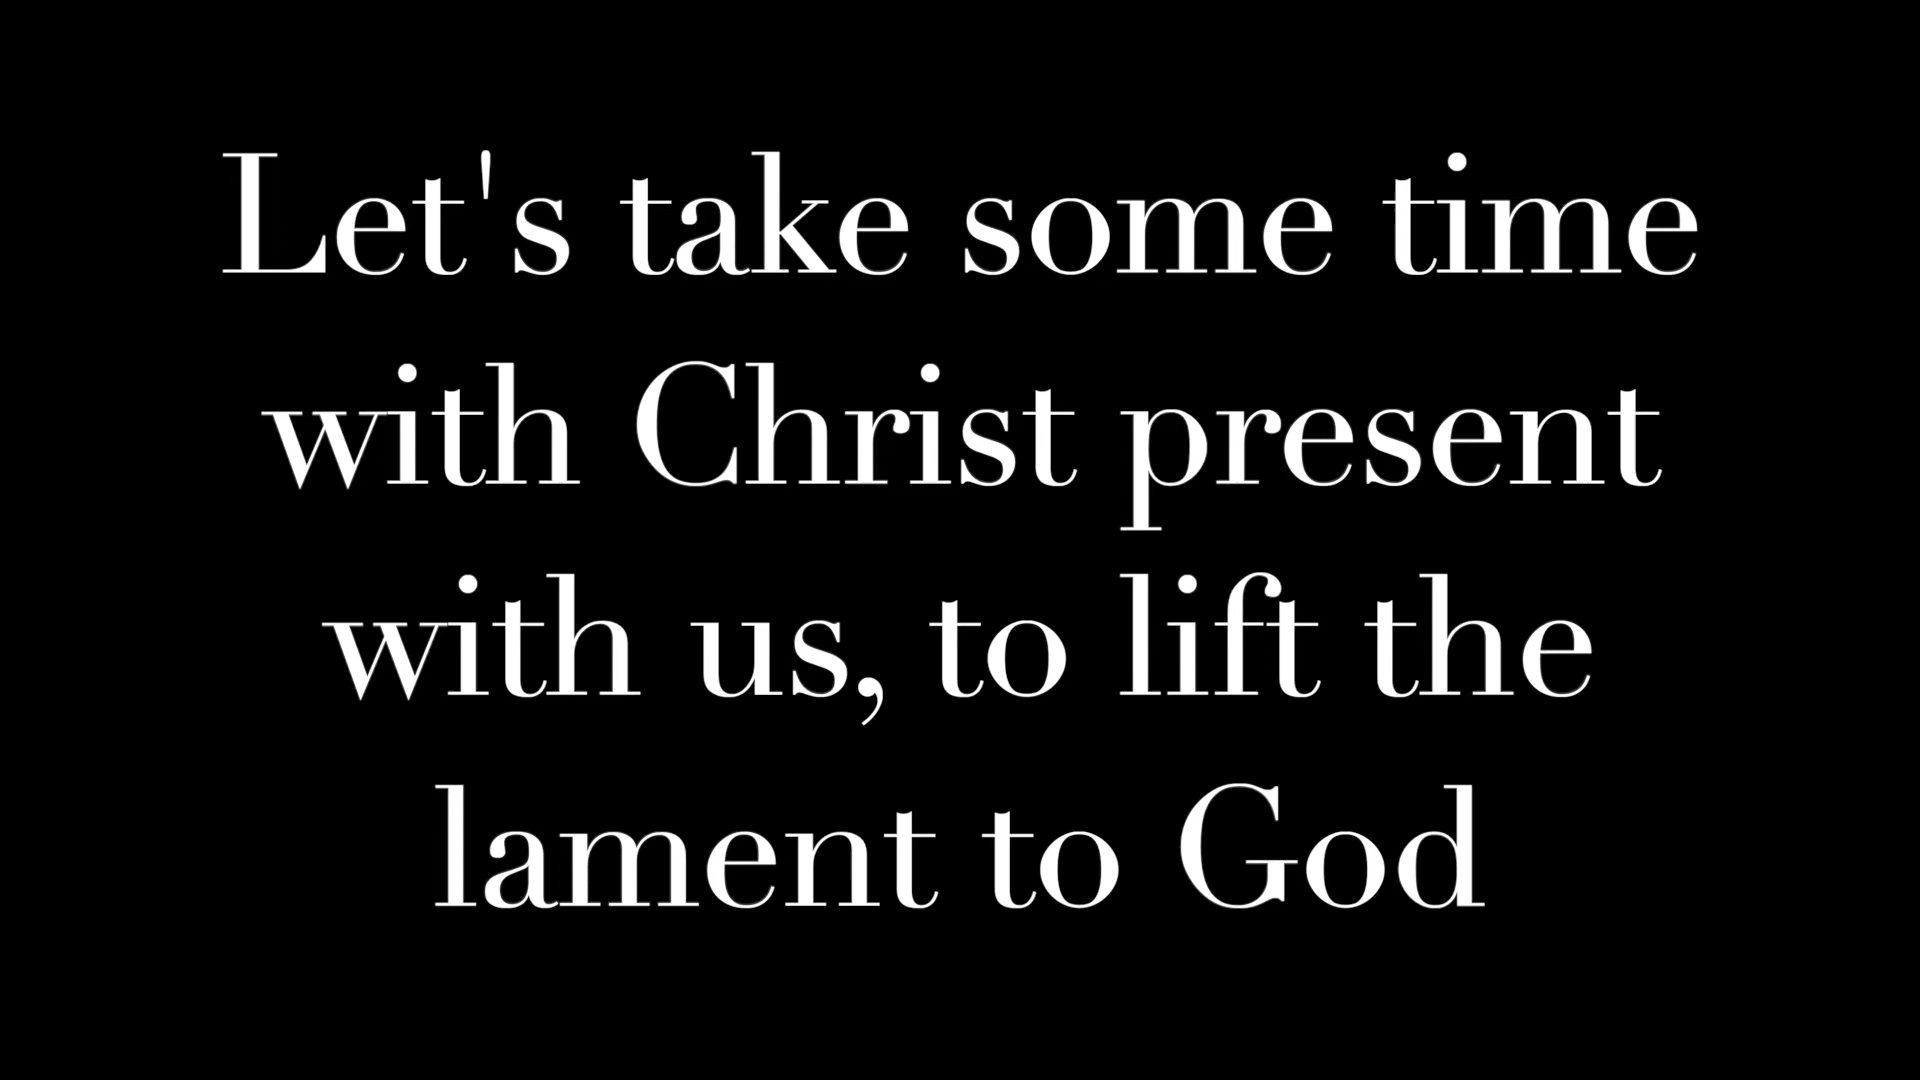 Let's take some time
with Christ present
with us, to lift the
lament to God